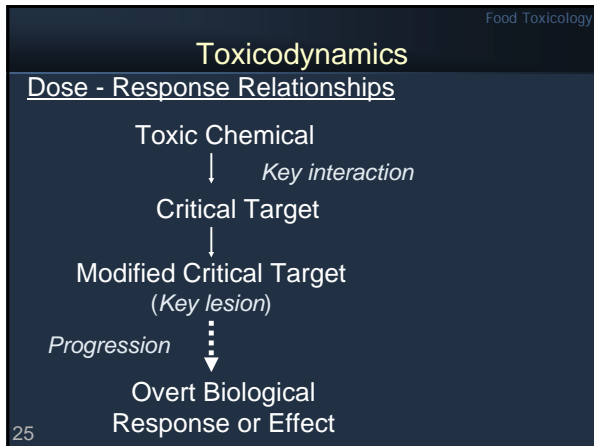 Food Toxicology
Toxicodynamics
Dose - Response Relationships
Toxic Chemical
Key interaction
Critical Target
Modified Critical Target
(Key lesion)
Progression
Overt Biological
Response or Effect
25